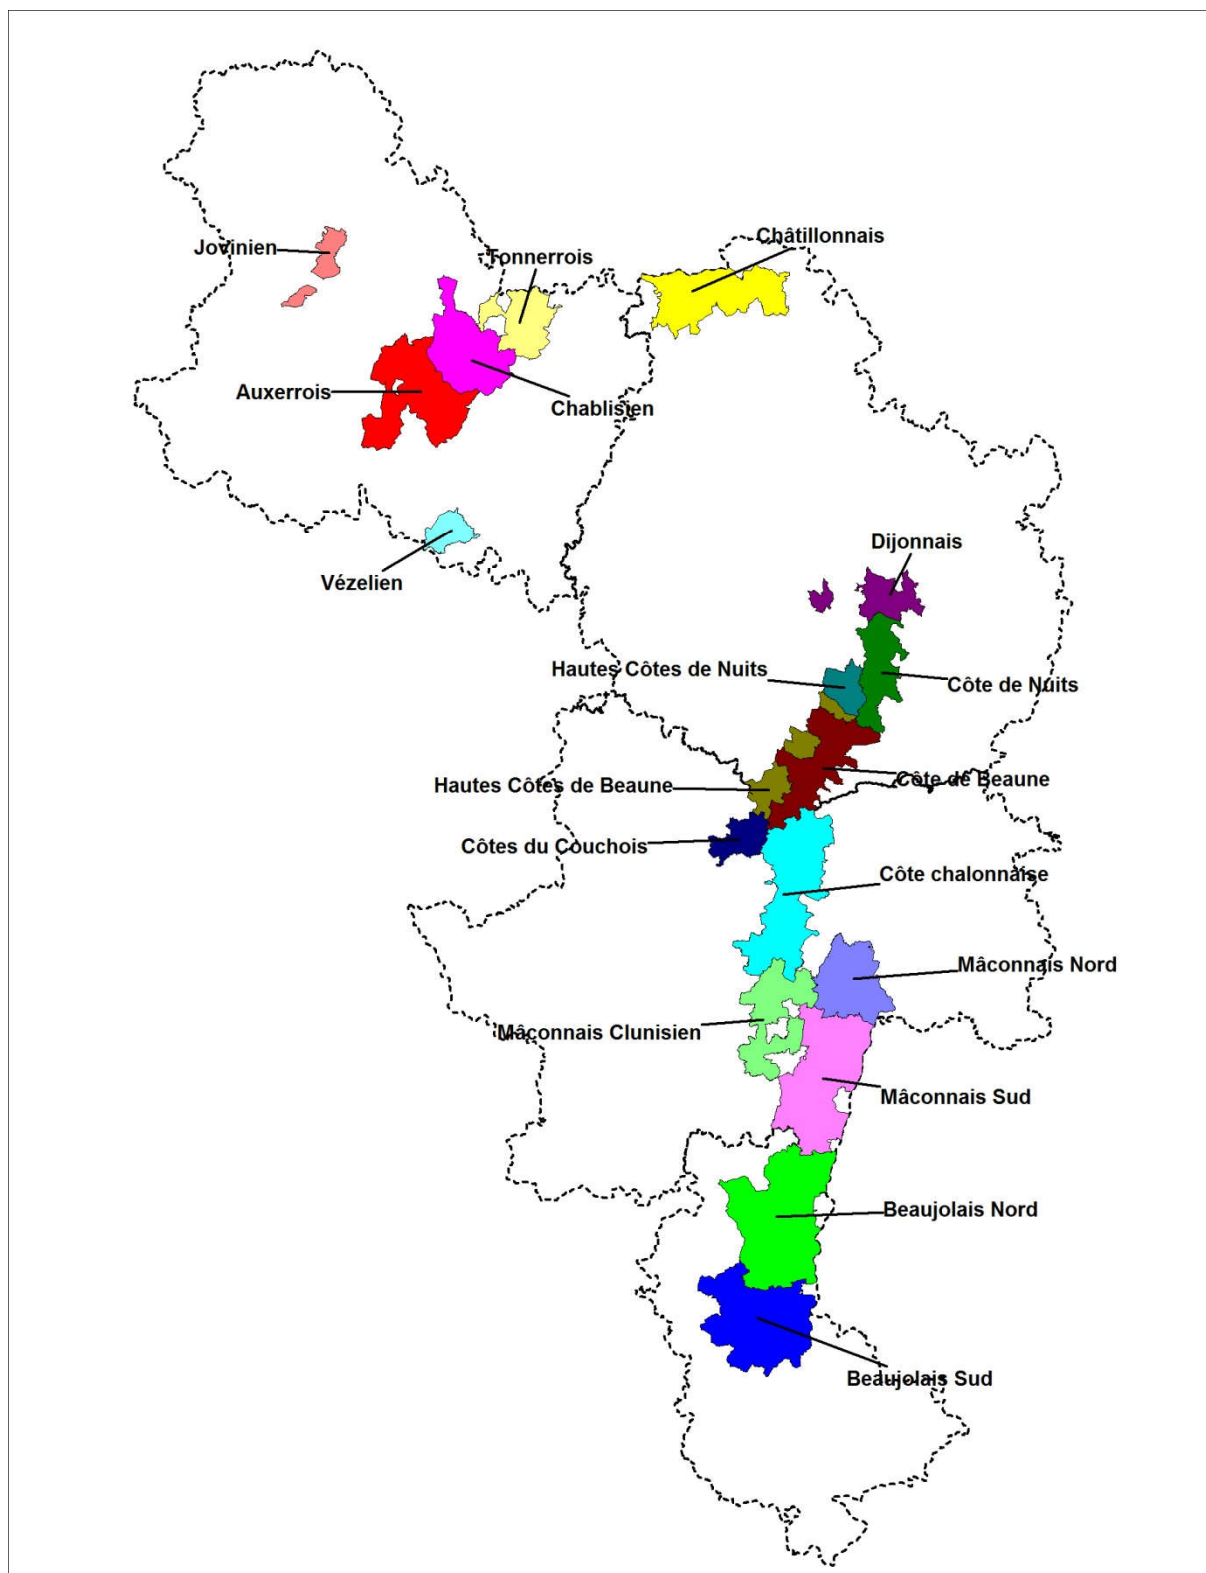 Châtillonnais
Jovinien
Tonnerrois
Auxerrois
Chablisien
Dijonnais
Vézelien
Hautes Côtes de Nuits
Côte de Nuits
Côte de Beaune
Hautes Côtes de Beaune
Côtes du Couchois
Côte chalonnaise
Mâconnais Nord
Mâconnais Clunisien
Mâconnais Sud
Beaujolais Nord
Beaujolais Sud